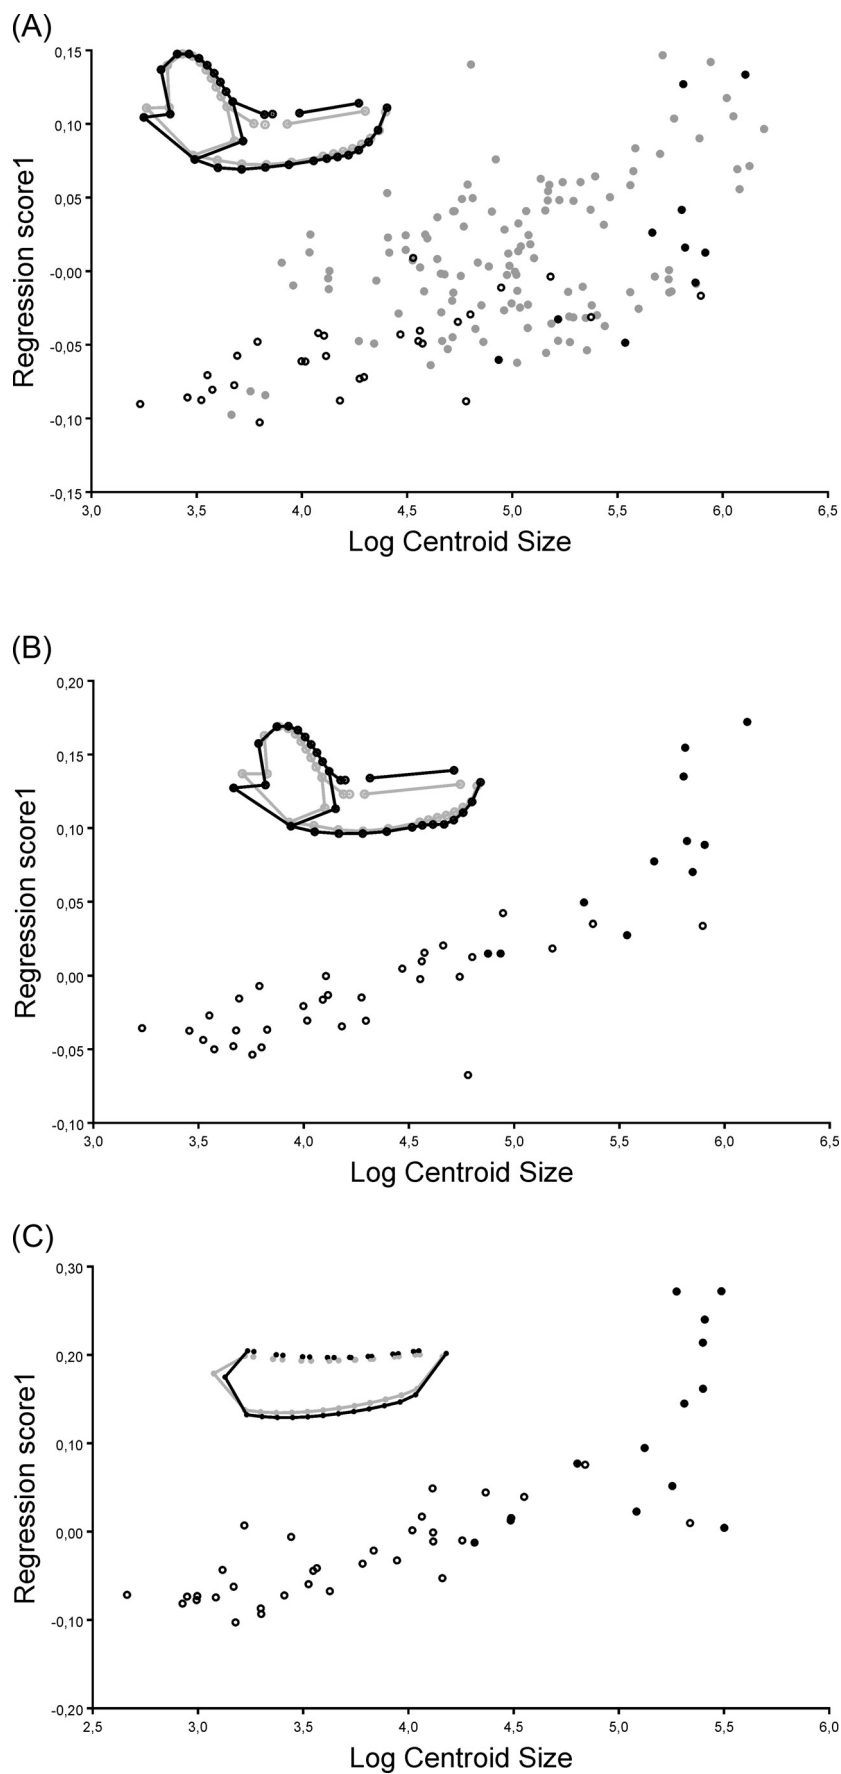 (A)
0,15
0,10
0,05
-0,00
-0,05
-0,10
-0,15
Regression score1
3,0 3,5 4,0 4,5 5,0 5,5 6,0 6,5
Log Centroid Size
(B)
0,20
0,15
0,10
0,05
0,00
-0,05
-0,10
Regression score1
3,0 3,5 4,0 4,5 5,0 5,5 6,0 6,5
Log Centroid Size
(C)
0,30
0,20
0,10
0,00
-0,10
-0,20
Regression score1
2,5 3,0 3,5 4,0 4,5 5,0 5,5 6,0
Log Centroid Size